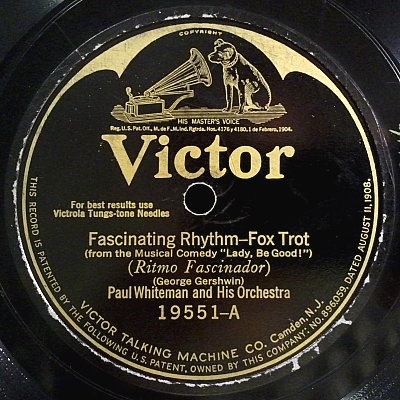 COPYRIGHT
HIS MASTER'S VOICE
Reg. U.S. Pat. Off., M. de F., M. Ind. Rgtrda. Nos. 4176 y 4180, 1 de Febrero, 1904.
Victor
For best results use
Victrola Tungs-tone Needles
Fascinating Rhythm—Fox Trot
(from the Musical Comedy "Lady, Be Good!")
(Ritmo Fascinador)
(George Gershwin)
Paul Whiteman and His Orchestra
19551-A
VICTOR TALKING MACHINE CO. Camden, N.J.
THIS RECORD IS PATENTED BY THE FOLLOWING U.S. PATENT, OWNED BY THIS COMPANY: NO. 896059, DATED AUGUST 11, 1908.